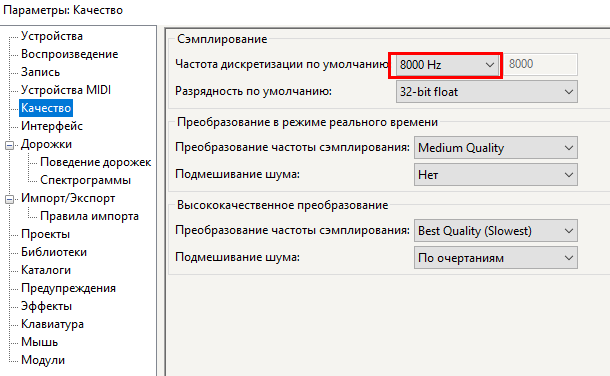 Параметры: Качество
Устройства
Воспроизведение
Запись
Устройства MIDI
Качество
Интерфейс
Дорожки
Поведение дорожек
Спектрограммы
Импорт/Экспорт
Правила импорта
Проекты
Библиотеки
Каталоги
Предупреждения
Эффекты
Клавиатура
Мышь
Модули
Сэмплирование
Частота дискретизации по умолчанию 8000 Hz 8000
Разрядность по умолчанию: 32-bit float
Преобразование в режиме реального времени
Преобразование частоты сэмплирования: Medium Quality
Подмешивание шума: Нет
Высококачественное преобразование
Преобразование частоты сэмплирования: Best Quality (Slowest)
Подмешивание шума: По очертаниям